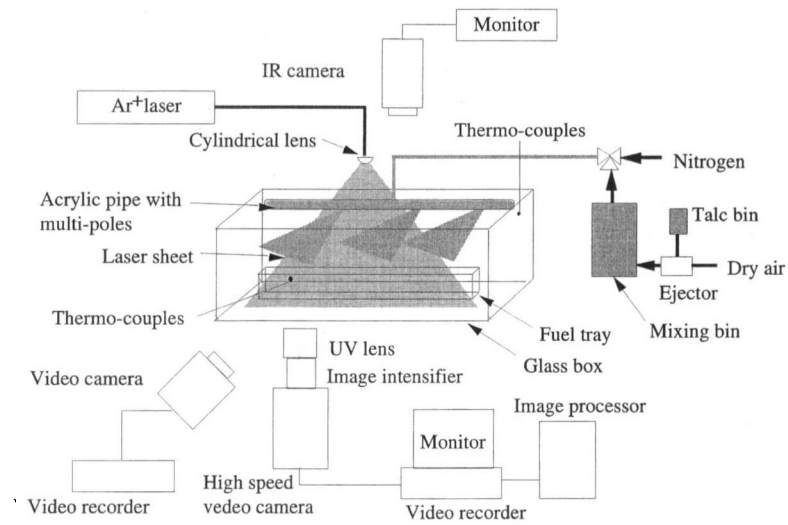 Monitor
IR camera
Ar+laser
Cylindrical lens
Thermo-couples
Nitrogen
Acrylic pipe with
multi-poles
Talc bin
Laser sheet
Dry air
Ejector
Thermo-couples
Fuel tray
Mixing bin
UV lens
Glass box
Video camera
Image intensifier
Image processor
Monitor
High speed
vedeo camera
Video recorder
Video recorder